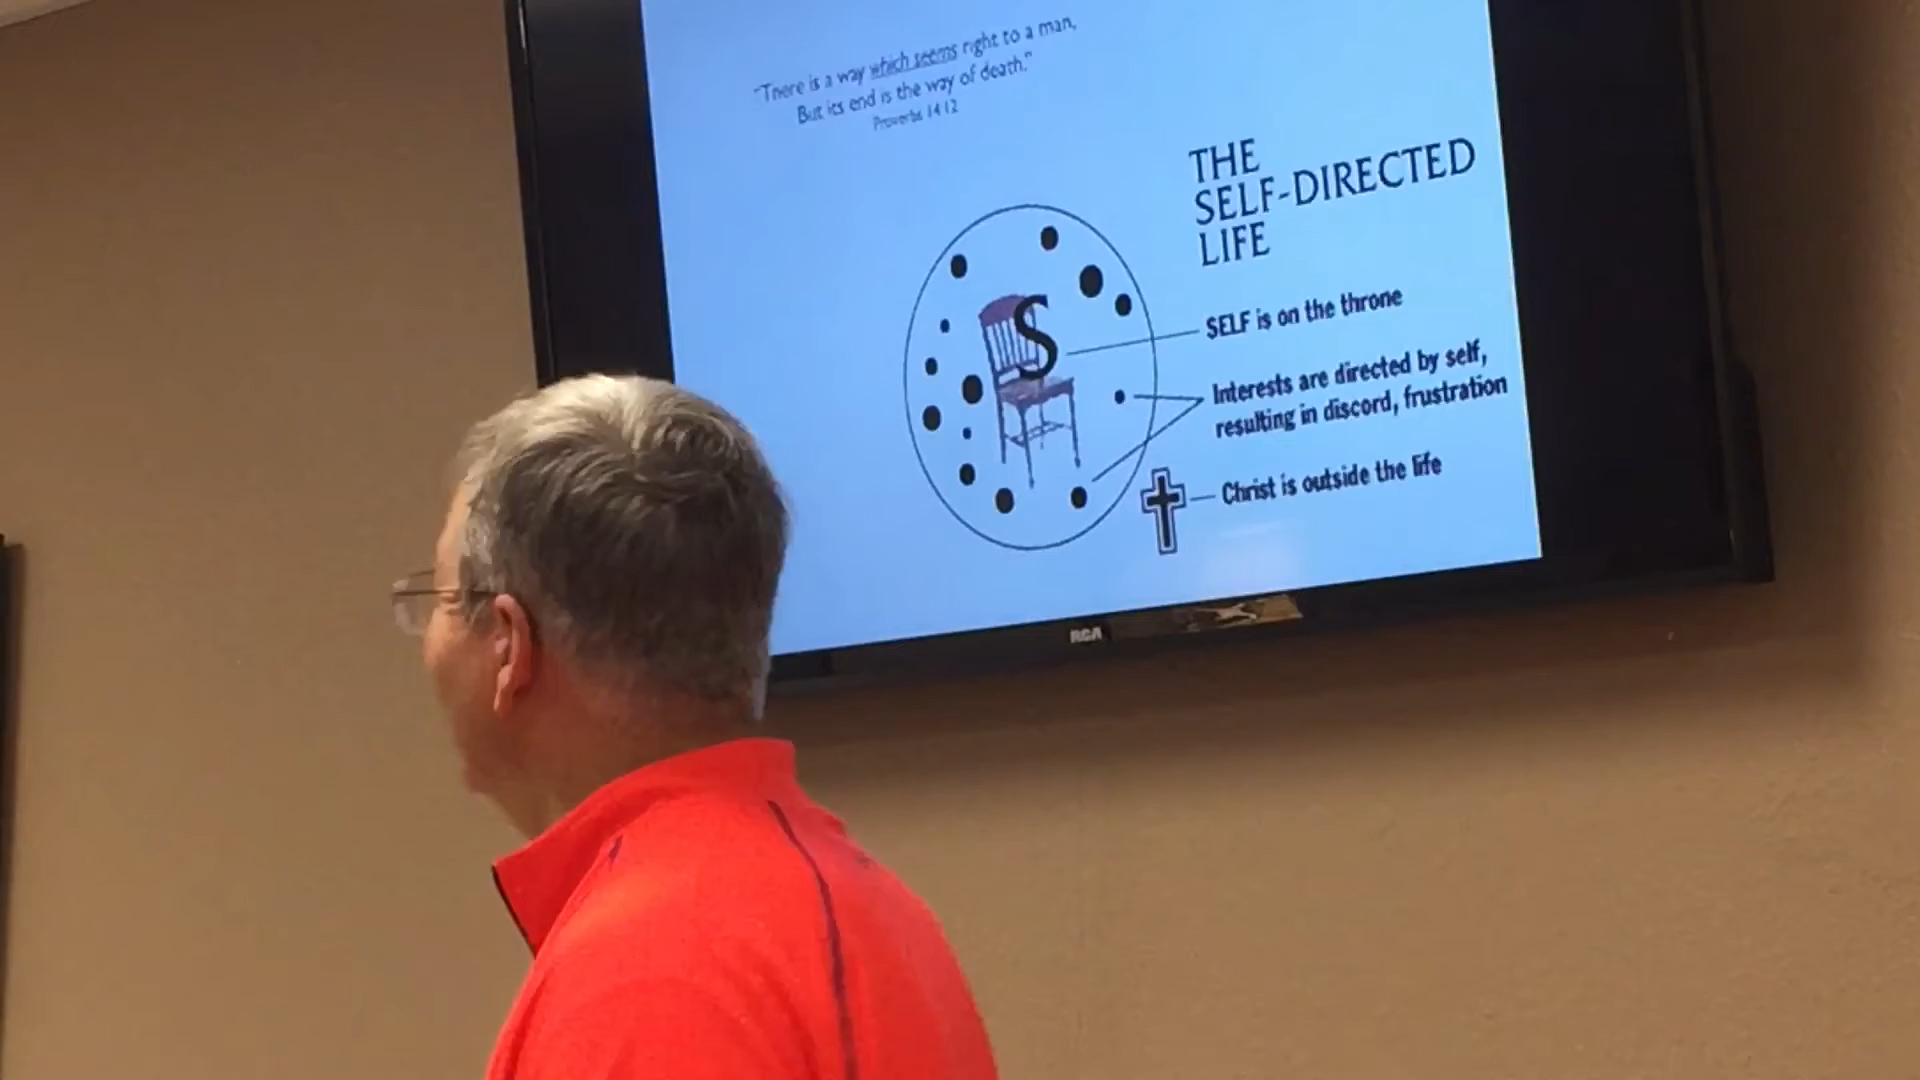 "There is a way which seems right to a man,
But its end is the way of death."
Proverbs 14:12
THE
SELF-DIRECTED
LIFE
S
SELF is on the throne
Interests are directed by self,
resulting in discord, frustration
Christ is outside the life
RCA